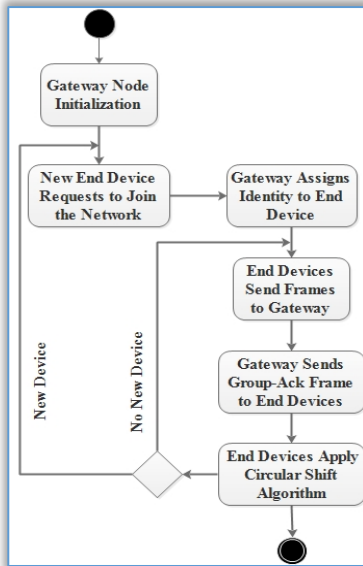 Gateway Node
Initialization
New End Device
Requests to Join
the Network
Gateway Assigns
Identity to End
Device
End Devices
Send Frames
to Gateway
Gateway Sends
Group-Ack Frame
to End Devices
End Devices Apply
Circular Shift
Algorithm
New Device
No New Device